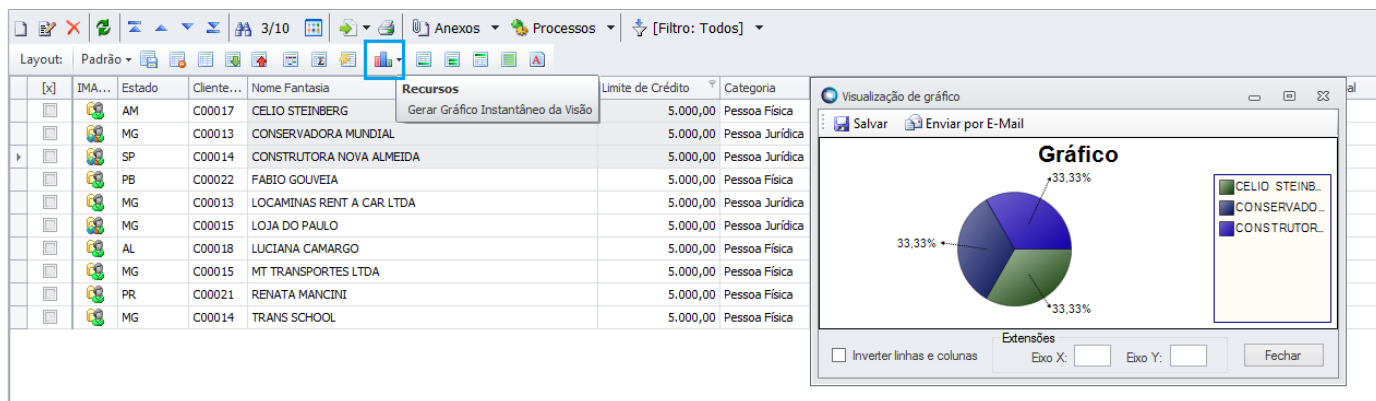 3/10 Anexos Processos [Filtro: Todos]
Layout: Padrão
[x] IMA... Estado Cliente... Nome Fantasia Limite de Crédito Categoria al
AM C00017 CELIO STEINBERG 5.000,00 Pessoa Física
MG C00013 CONSERVADORA MUNDIAL 5.000,00 Pessoa Jurídica
SP C00014 CONSTRUTORA NOVA ALMEIDA 5.000,00 Pessoa Jurídica
PB C00022 FABIO GOUVEIA 5.000,00 Pessoa Física
MG C00013 LOCAMINAS RENT A CAR LTDA 5.000,00 Pessoa Jurídica
MG C00015 LOJA DO PAULO 5.000,00 Pessoa Jurídica
AL C00018 LUCIANA CAMARGO 5.000,00 Pessoa Física
MG C00015 MT TRANSPORTES LTDA 5.000,00 Pessoa Física
PR C00021 RENATA MANCINI 5.000,00 Pessoa Física
MG C00014 TRANS SCHOOL 5.000,00 Pessoa Física
Recursos
Gerar Gráfico Instantâneo da Visão
Visualização de gráfico
Salvar Enviar por E-Mail
Gráfico
33,33%
33,33%
33,33%
CELIO STEINB...
CONSERVADO...
CONSTRUTOR...
Extensões
Inverter linhas e colunas Eixo X: Eixo Y: Fechar